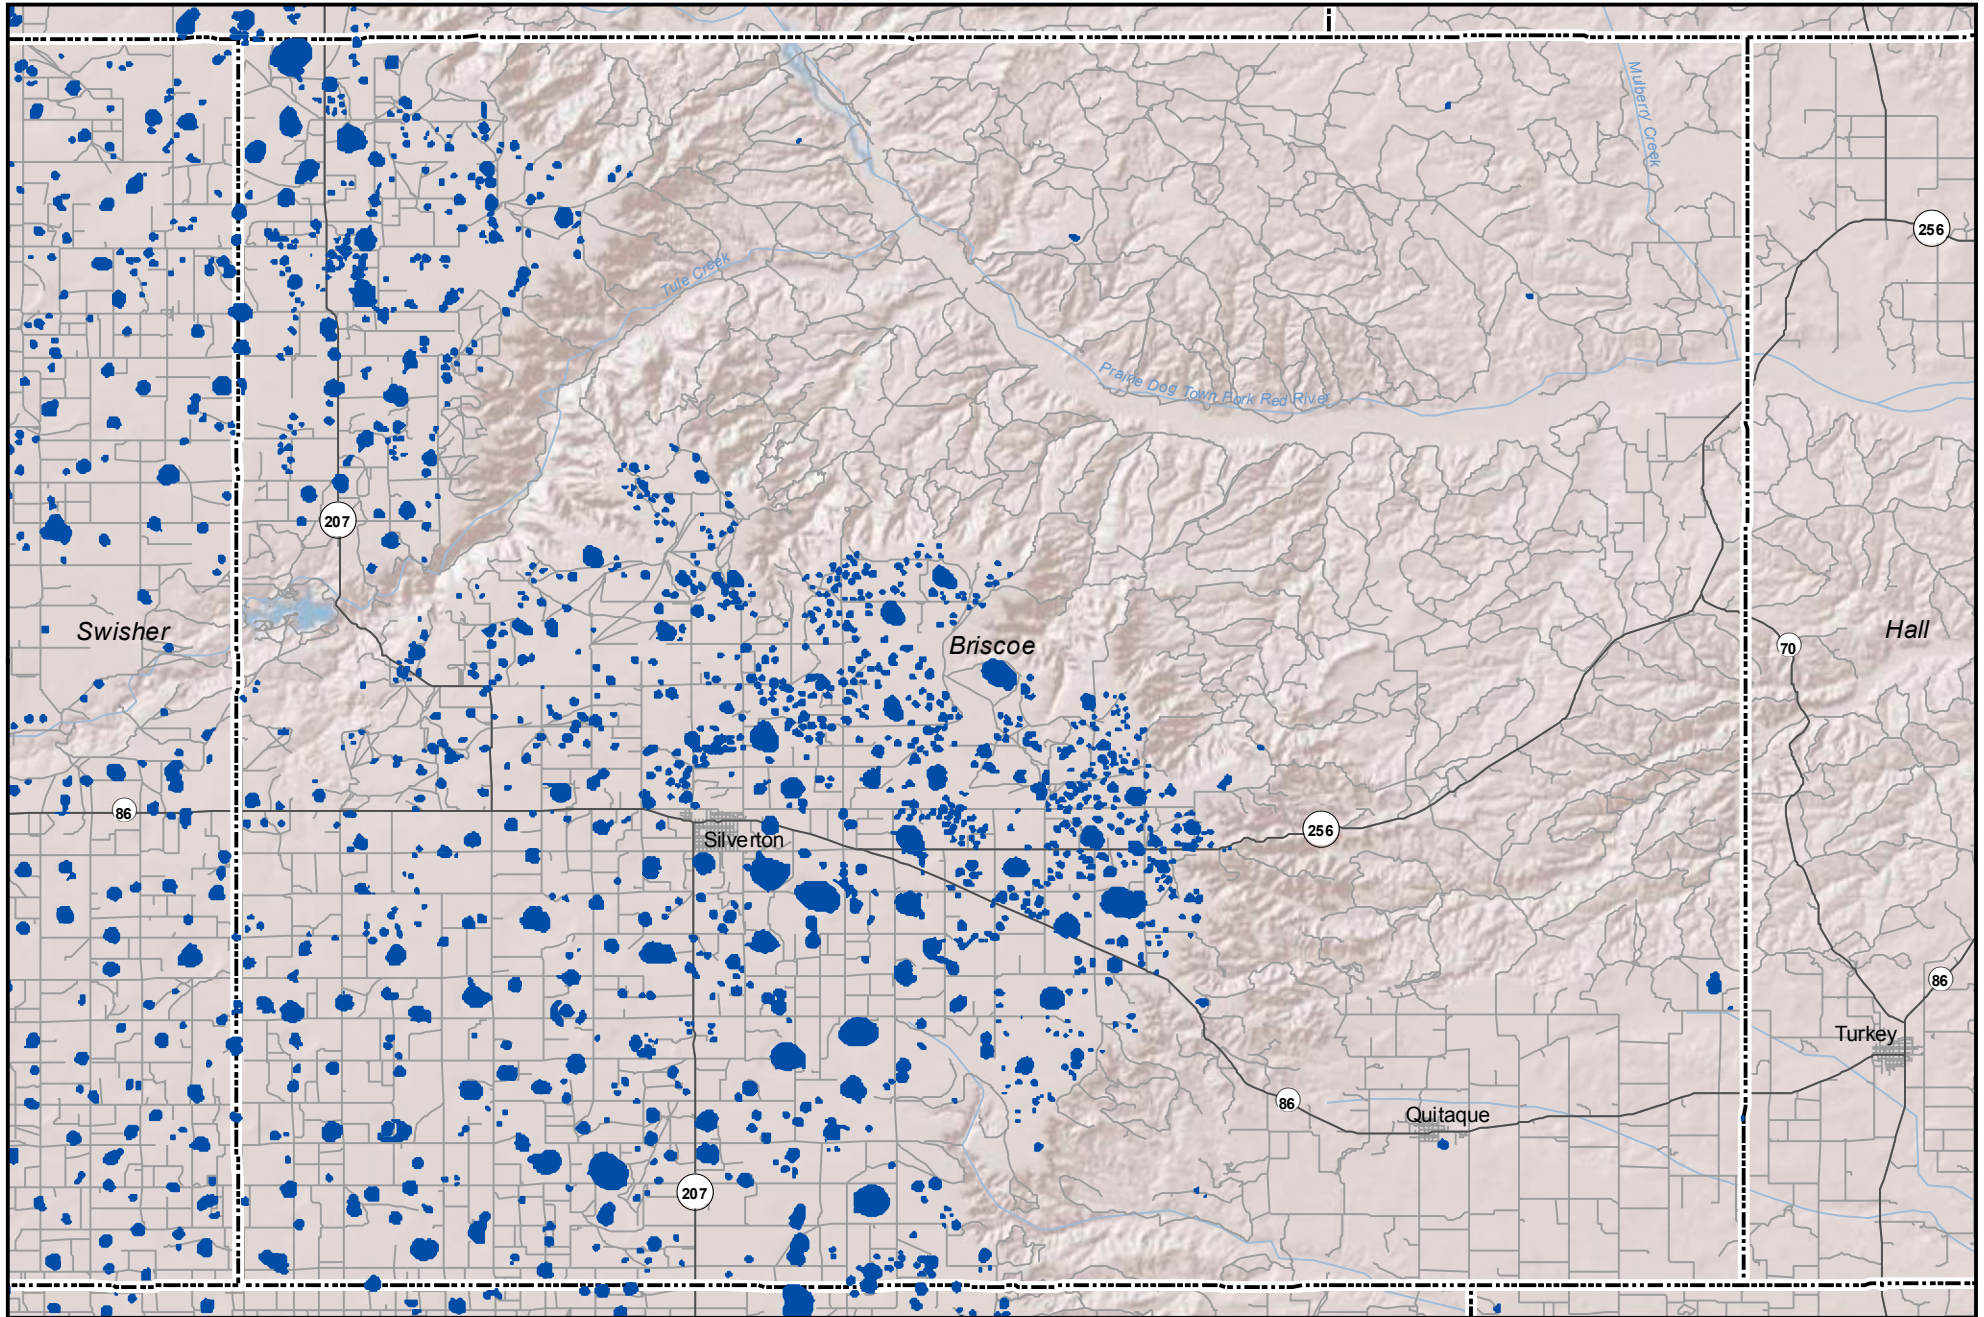 Mulberry Creek
256
Tule Creek
Prairie Dog Town Fork Red River
207
Swisher
Briscoe
Hall
70
86
Silverton
256
86
Turkey
86
Quitaque
207